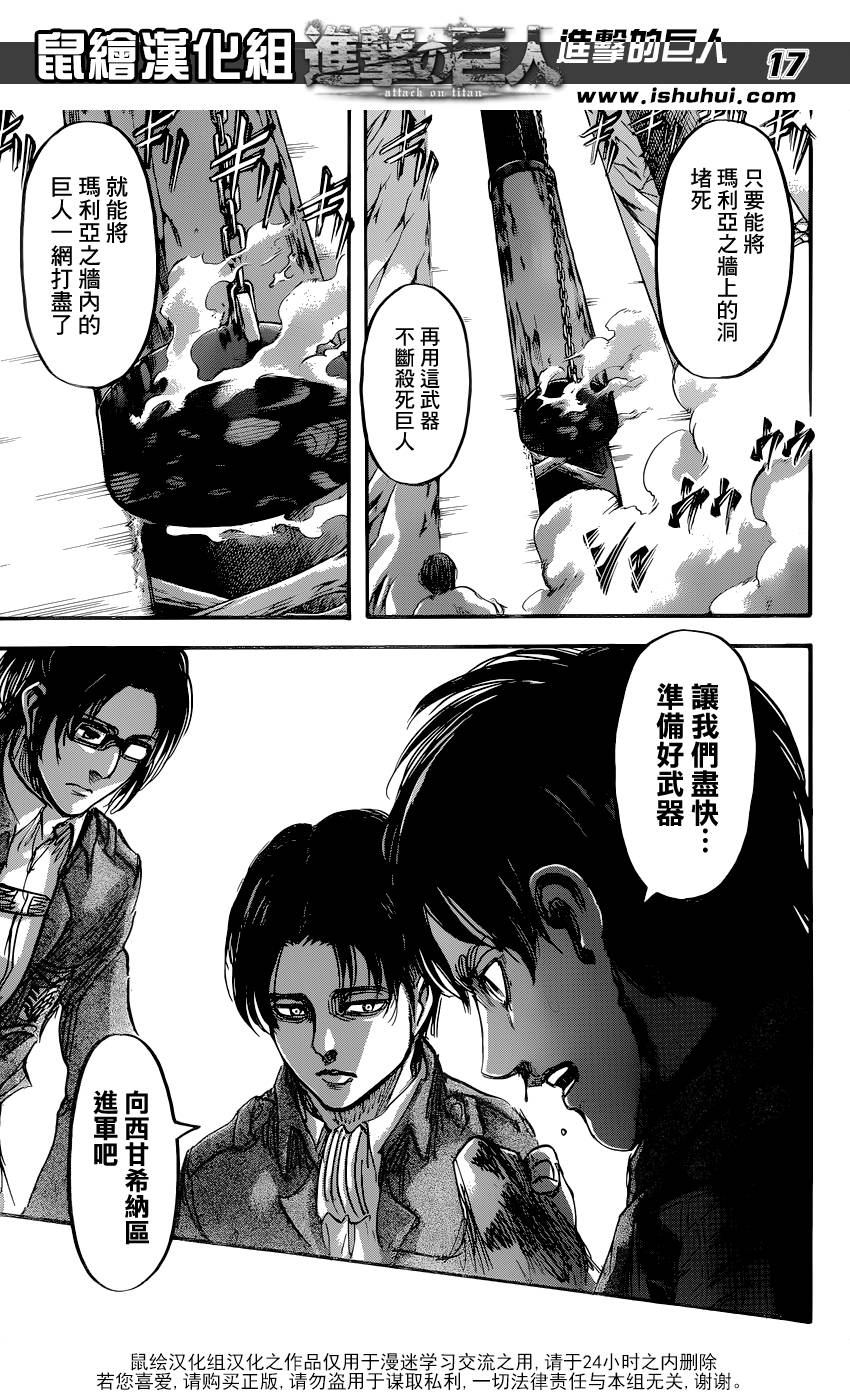 鼠繪漢化組
進撃の巨人
attack on titan
進擊的巨人
17
www.ishuhui.com
只要能將
瑪利亞之牆上的洞
堵死
再用這武器
不斷殺死巨人
就能將
瑪利亞之牆內的
巨人一網打盡了
讓我們盡快…
準備好武器
向西甘希納區
進軍吧
鼠绘汉化组汉化之作品仅用于漫迷学习交流之用, 请于24小时之内删除
若您喜爱, 请购买正版, 请勿用于谋取私利, 一切法律责任与本组无关, 谢谢。